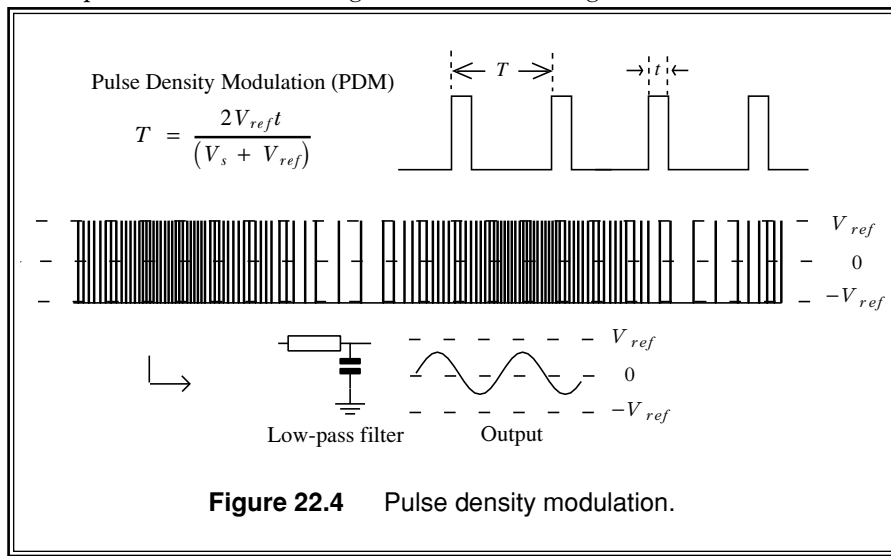 T
t
Pulse Density Modulation (PDM)
T = 2V_ref t / (V_s + V_ref)
V_ref
0
−V_ref
V_ref
0
−V_ref
Low-pass filter
Output
Figure 22.4 Pulse density modulation.